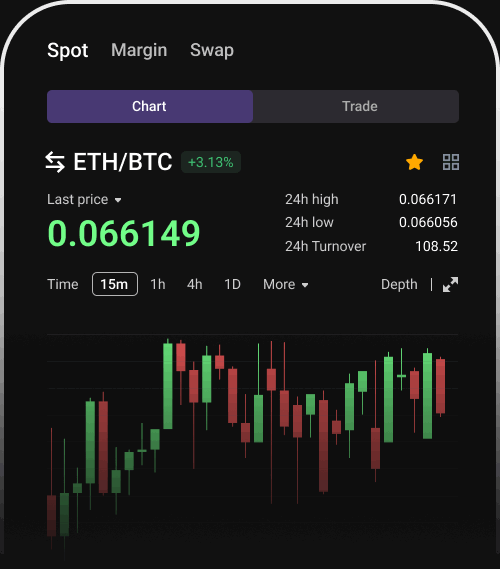 Spot Margin Swap
Chart Trade
ETH/BTC +3.13%
Last price
0.066149
24h high 0.066171
24h low 0.066056
24h Turnover 108.52
Time 15m 1h 4h 1D More Depth |